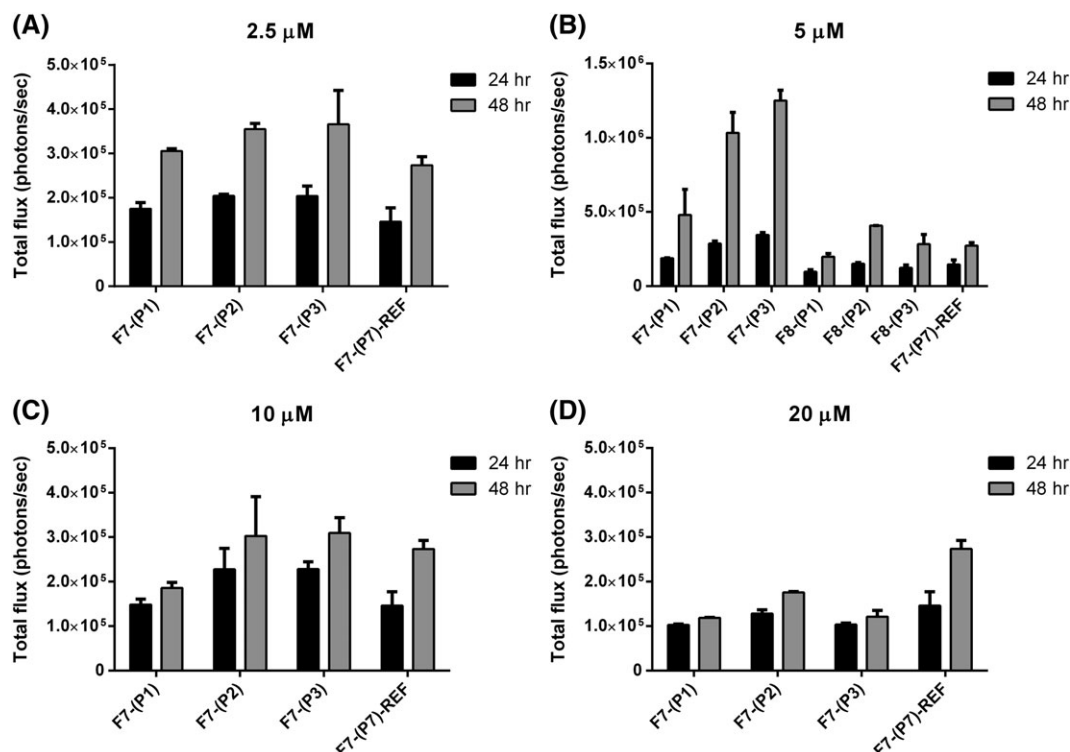 (A)
2.5 µM
Total flux (photons/sec)
5.0×10⁵
4.0×10⁵
3.0×10⁵
2.0×10⁵
1.0×10⁵
0
24 hr
48 hr
F7-(P1)
F7-(P2)
F7-(P3)
F7-(P7)-REF
(B)
5 µM
Total flux (photons/sec)
1.5×10⁶
1.0×10⁶
5.0×10⁵
0
24 hr
48 hr
F7-(P1)
F7-(P2)
F7-(P3)
F8-(P1)
F8-(P2)
F8-(P3)
F7-(P7)-REF
(C)
10 µM
Total flux (photons/sec)
5.0×10⁵
4.0×10⁵
3.0×10⁵
2.0×10⁵
1.0×10⁵
0
24 hr
48 hr
F7-(P1)
F7-(P2)
F7-(P3)
F7-(P7)-REF
(D)
20 µM
Total flux (photons/sec)
5.0×10⁵
4.0×10⁵
3.0×10⁵
2.0×10⁵
1.0×10⁵
0
24 hr
48 hr
F7-(P1)
F7-(P2)
F7-(P3)
F7-(P7)-REF